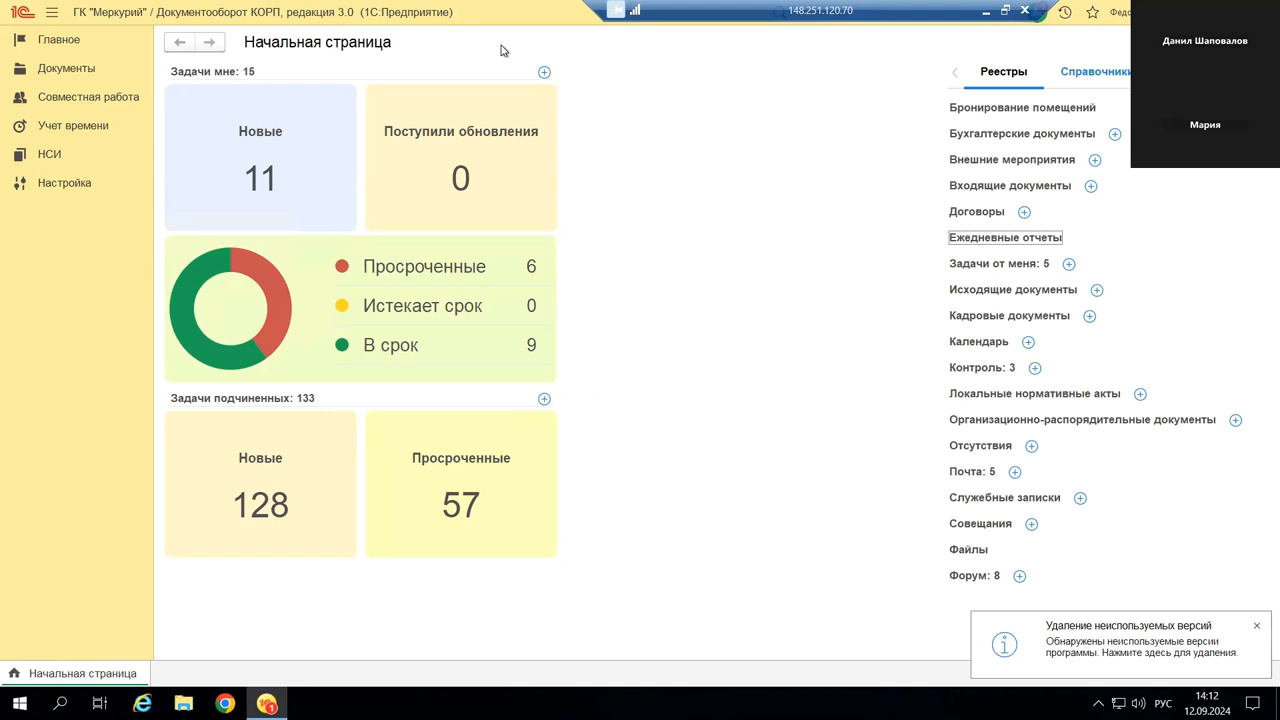 ГК "Меркурий" / Документооборот КОРП, редакция 3.0 (1С:Предприятие)
148.251.120.70
Данил Шаповалов
Мария
Главное
Документы
Совместная работа
Учет времени
НСИ
Настройка
Начальная страница
Задачи мне: 15
Новые
11
Поступили обновления
0
Просроченные 6
Истекает срок 0
В срок 9
Задачи подчиненных: 133
Новые
128
Просроченные
57
Реестры
Справочники
Бронирование помещений
Бухгалтерские документы
Внешние мероприятия
Входящие документы
Договоры
Ежедневные отчеты
Задачи от меня: 5
Исходящие документы
Кадровые документы
Календарь
Контроль: 3
Локальные нормативные акты
Организационно-распорядительные документы
Отсутствия
Почта: 5
Служебные записки
Совещания
Файлы
Форум: 8
Удаление неиспользуемых версий
Обнаружены неиспользуемые версии
программы. Нажмите здесь для удаления.
Начальная страница
РУС
14:12
12.09.2024